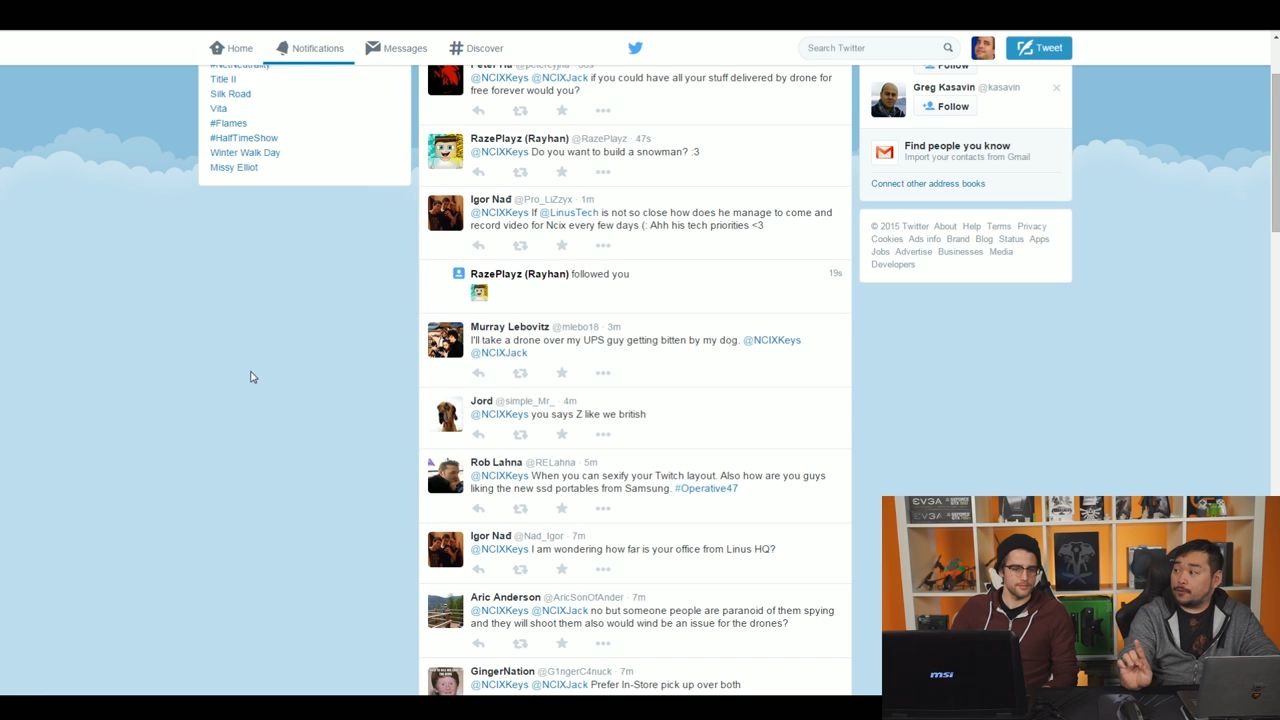 Home
Notifications
Messages
Discover
Search Twitter
Tweet
Title II
Silk Road
Vita
#Flames
#HalfTimeShow
Winter Walk Day
Missy Elliot
@NCIXKeys @NCIXJack if you could have all your stuff delivered by drone for
free forever would you?
RazePlayz (Rayhan) @RazePlayz · 47s
@NCIXKeys Do you want to build a snowman? :3
Igor Nađ @Pro_LiZzyx · 1m
@NCIXKeys If @LinusTech is not so close how does he manage to come and
record video for Ncix every few days (: Ahh his tech priorities <3
RazePlayz (Rayhan) followed you
19s
Murray Lebovitz @mlebo18 · 3m
I'll take a drone over my UPS guy getting bitten by my dog. @NCIXKeys
@NCIXJack
Jord @simple_Mr_ · 4m
@NCIXKeys you says Z like we british
Rob Lahna @RELahna · 5m
@NCIXKeys When you can sexify your Twitch layout. Also how are you guys
liking the new ssd portables from Samsung. #Operative47
Igor Nađ @Nad_Igor · 7m
@NCIXKeys I am wondering how far is your office from Linus HQ?
Aric Anderson @AricSonOfAnder · 7m
@NCIXKeys @NCIXJack no but someone people are paranoid of them spying
and they will shoot them also would wind be an issue for the drones?
GingerNation @G1ngerC4nuck · 7m
@NCIXKeys @NCIXJack Prefer In-Store pick up over both
Follow
Greg Kasavin @kasavin
Follow
Find people you know
Import your contacts from Gmail
Connect other address books
© 2015 Twitter About Help Terms Privacy
Cookies Ads info Brand Blog Status Apps
Jobs Advertise Businesses Media
Developers
EVGA
EVGA
msi